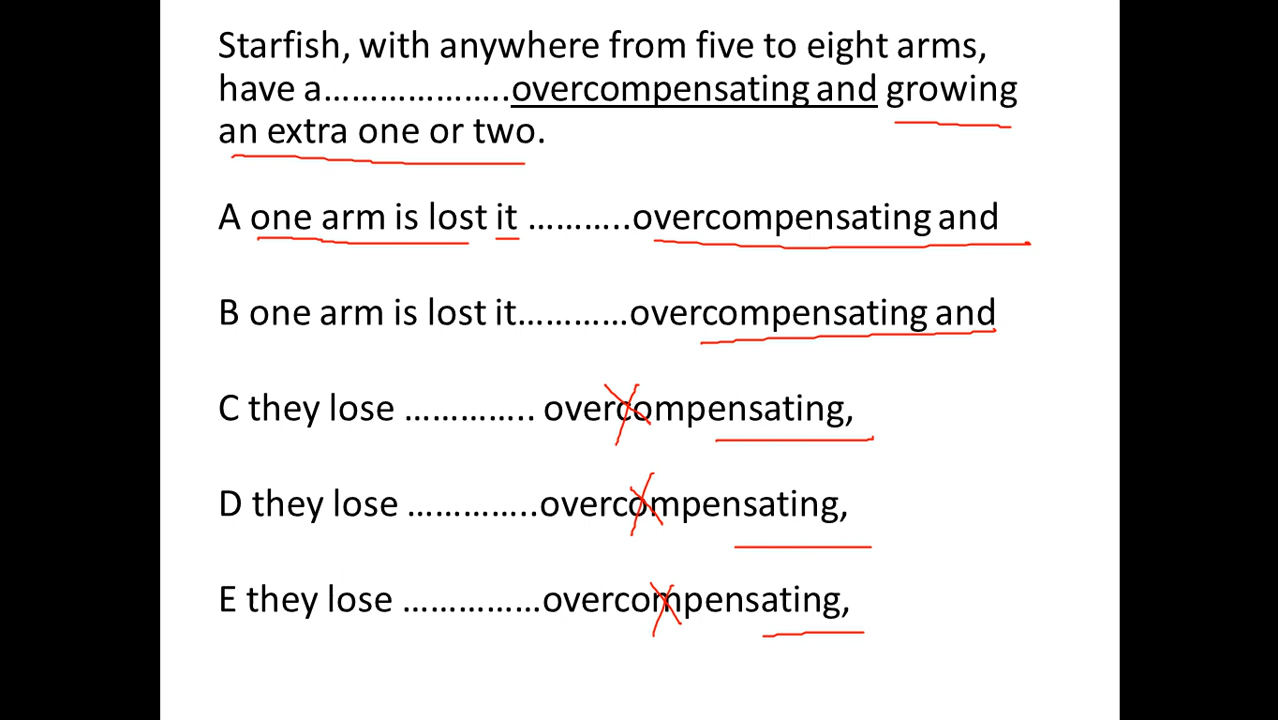 Starfish, with anywhere from five to eight arms,
have a………………..overcompensating and growing
an extra one or two.
A one arm is lost it ………..overcompensating and
B one arm is lost it…………overcompensating and
C they lose ………….. overcompensating,
D they lose …………..overcompensating,
E they lose ……………overcompensating,